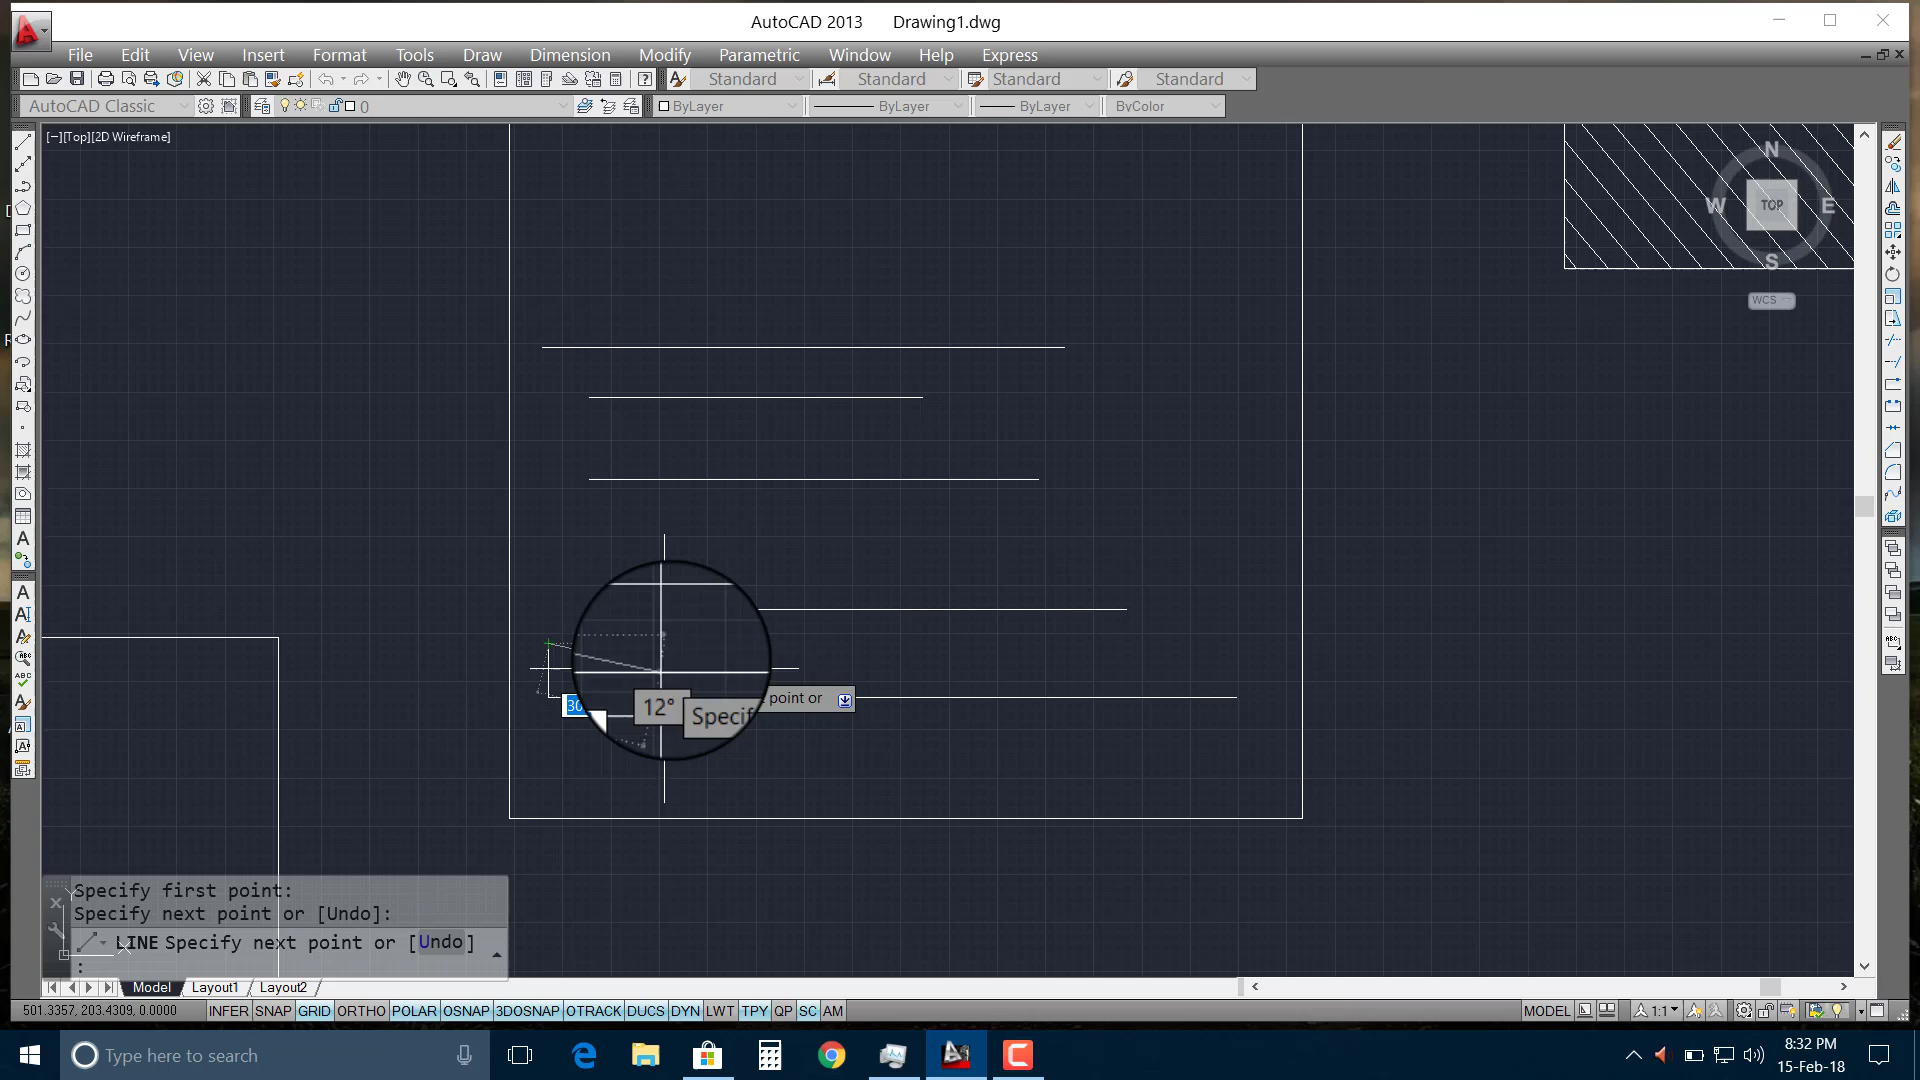 AutoCAD 2013 Drawing1.dwg
File Edit View Insert Format Tools Draw Dimension Modify Parametric Window Help Express
Standard Standard Standard Standard
AutoCAD Classic 0 ByLayer ByLayer ByLayer ByColor
[−][Top][2D Wireframe]
N
W TOP E
S
WCS
30
12°
Specif
point or
Specify first point:
Specify next point or [Undo]:
LINE Specify next point or [Undo]
:
Model Layout1 Layout2
501.3357, 203.4309, 0.0000 INFER SNAP GRID ORTHO POLAR OSNAP 3DOSNAP OTRACK DUCS DYN LWT TPY QP SC AM MODEL 1:1
Type here to search
8:32 PM
15-Feb-18